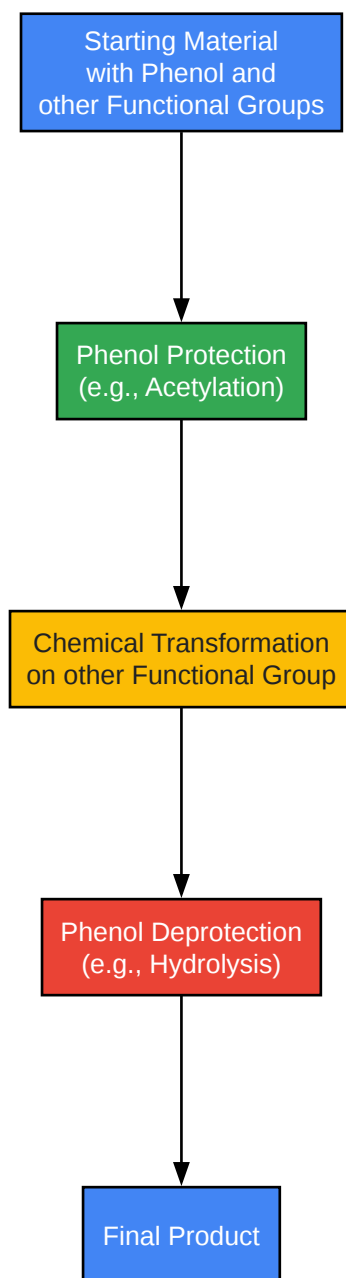 Starting Material
with Phenol and
other Functional Groups
Phenol Protection
(e.g., Acetylation)
Chemical Transformation
on other Functional Group
Phenol Deprotection
(e.g., Hydrolysis)
Final Product